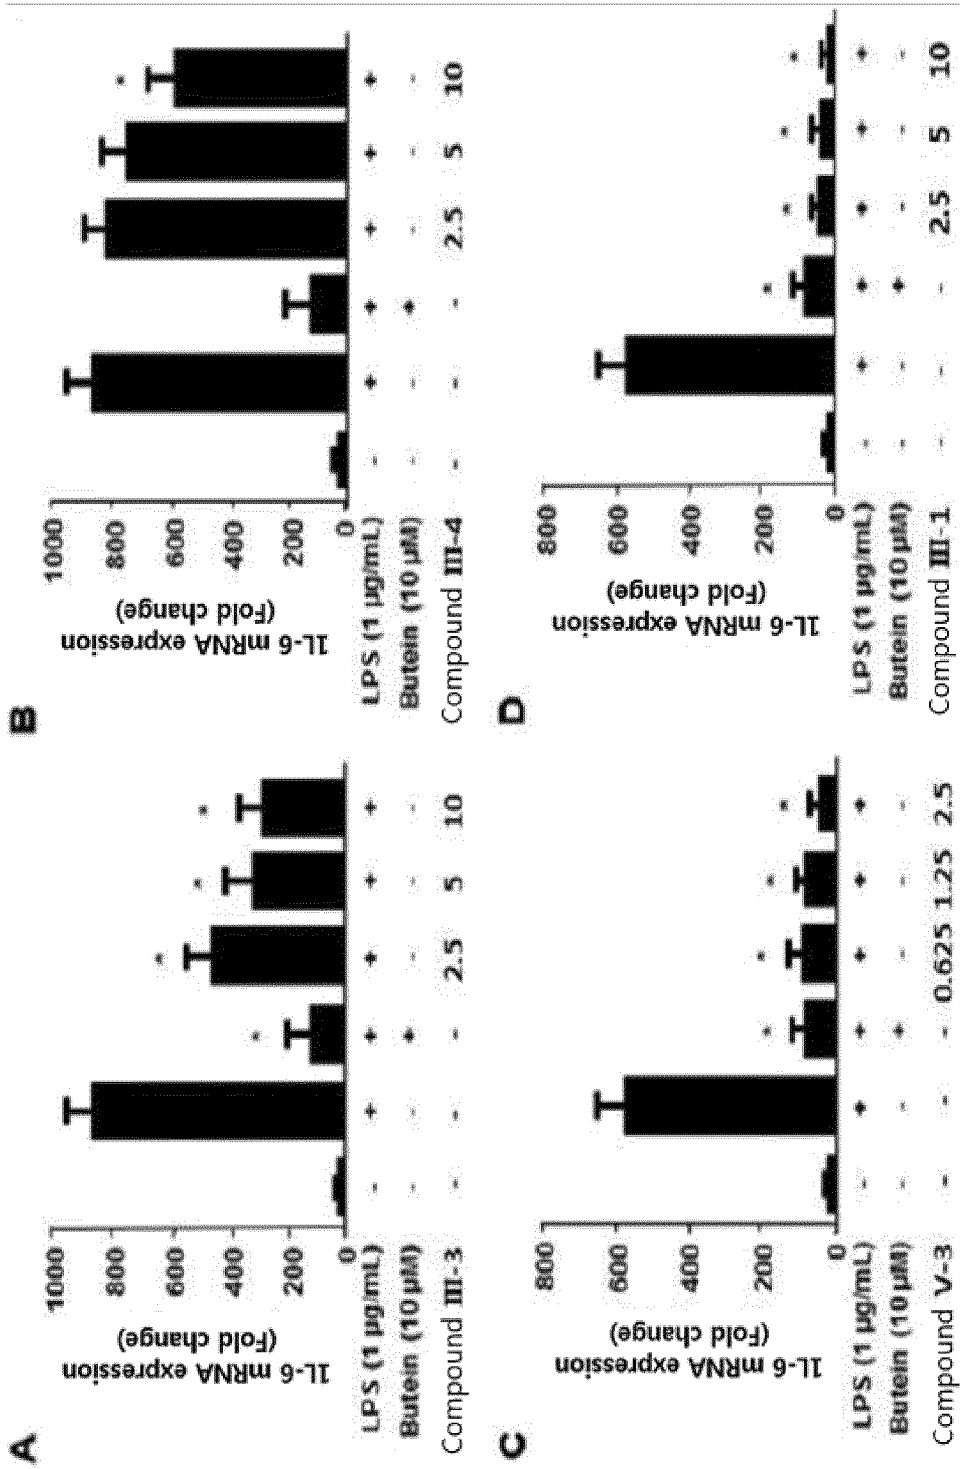 A
1L-6 mRNA expression
(Fold change)
1000
800
600
400
200
0
* * * *
LPS (1 µg/mL) - + + + + +
Butein (10 µM) - - + - - -
Compound III-3 - - - 2.5 5 10
B
1L-6 mRNA expression
(Fold change)
1000
800
600
400
200
0
*
LPS (1 µg/mL) - + + + + +
Butein (10 µM) - - + - - -
Compound III-4 - - - 2.5 5 10
C
1L-6 mRNA expression
(Fold change)
800
600
400
200
0
* * * *
LPS (1 µg/mL) - + + + + +
Butein (10 µM) - - + - - -
Compound V-3 - - - 0.625 1.25 2.5
D
1L-6 mRNA expression
(Fold change)
800
600
400
200
0
* * * *
LPS (1 µg/mL) - + + + + +
Butein (10 µM) - - + - - -
Compound III-1 - - - 2.5 5 10